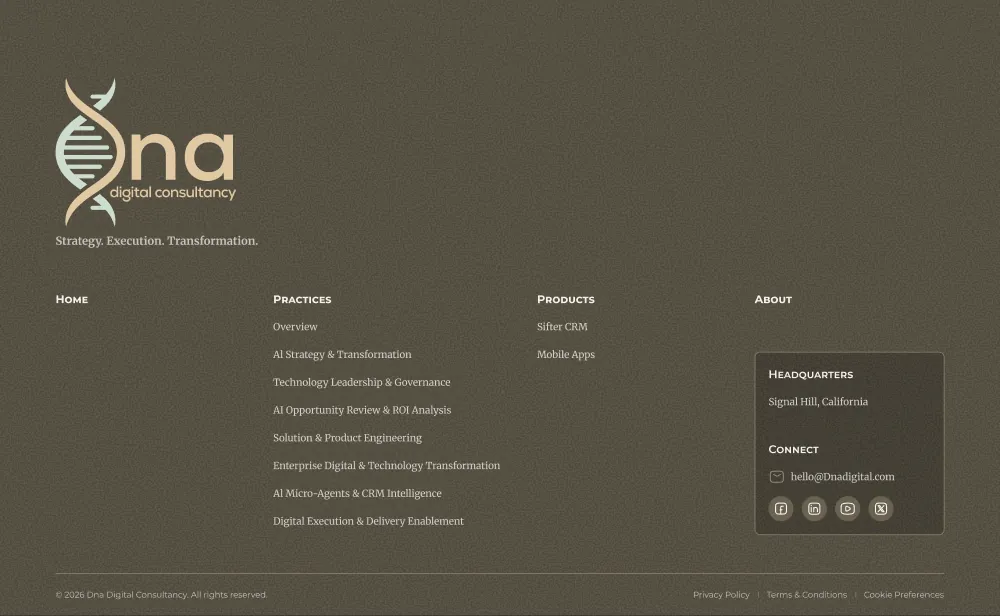 Dna
digital consultancy
Strategy. Execution. Transformation.
Home
Practices
Overview
AI Strategy & Transformation
Technology Leadership & Governance
AI Opportunity Review & ROI Analysis
Solution & Product Engineering
Enterprise Digital & Technology Transformation
AI Micro-Agents & CRM Intelligence
Digital Execution & Delivery Enablement
Products
Sifter CRM
Mobile Apps
About
Headquarters
Signal Hill, California
Connect
hello@Dnadigital.com
© 2026 Dna Digital Consultancy. All rights reserved.
Privacy Policy | Terms & Conditions | Cookie Preferences